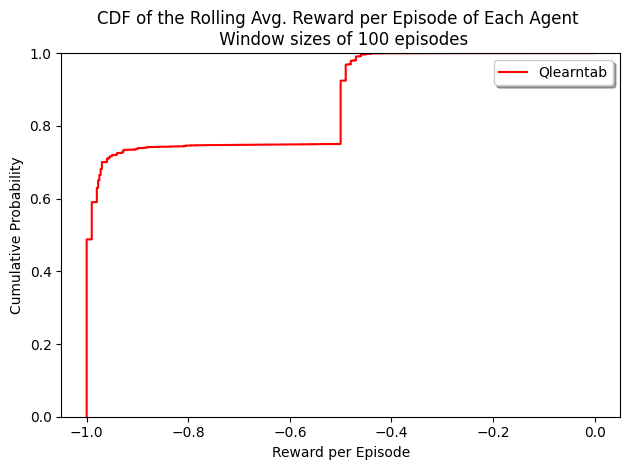 CDF of the Rolling Avg. Reward per Episode of Each Agent
Window sizes of 100 episodes
Qlearntab
1.0
0.8
0.6
0.4
0.2
0.0
Cumulative Probability
−1.0 −0.8 −0.6 −0.4 −0.2 0.0
Reward per Episode